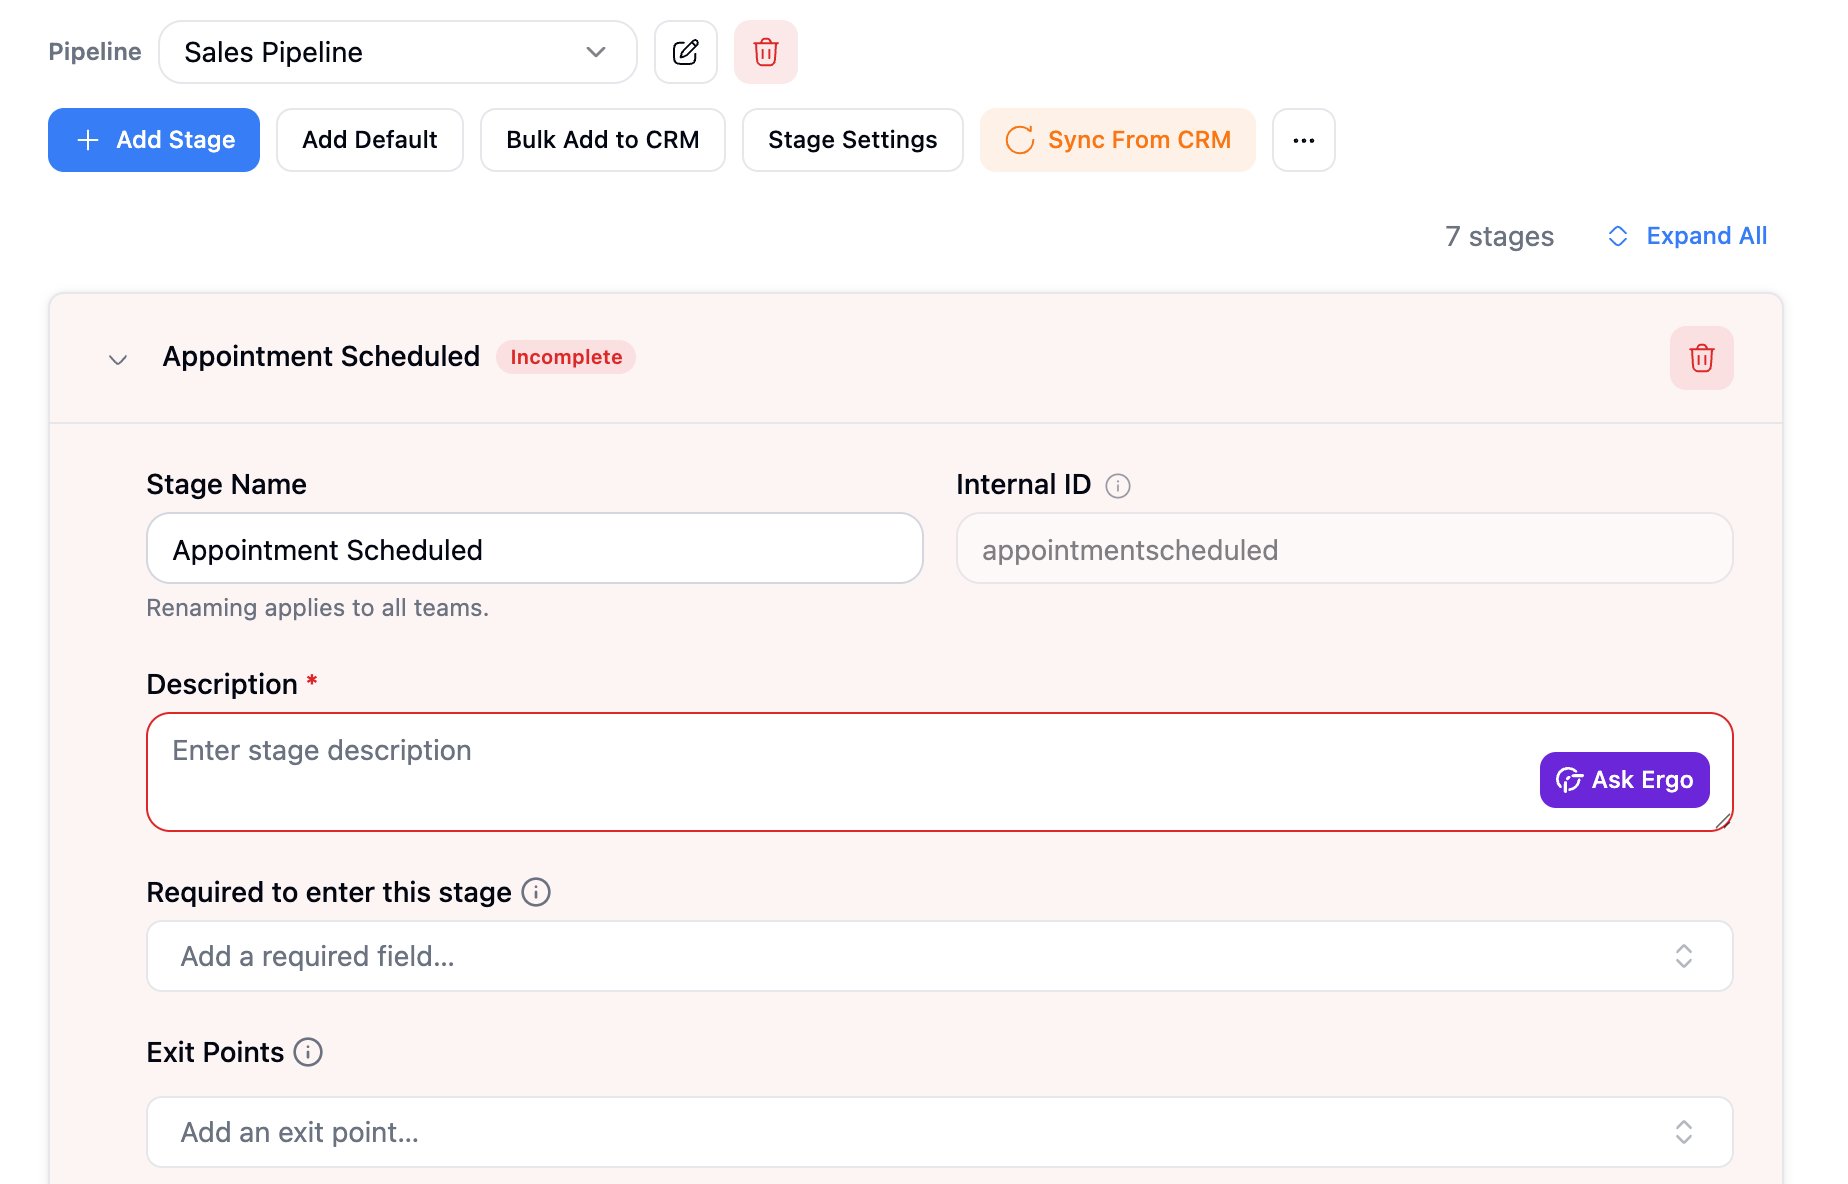 Pipeline
Sales Pipeline
Add Stage
Add Default
Bulk Add to CRM
Stage Settings
Sync From CRM
7 stages
Expand All
Appointment Scheduled
Incomplete
Stage Name
Internal ID
Appointment Scheduled
appointmentscheduled
Renaming applies to all teams.
Description *
Enter stage description
Ask Ergo
Required to enter this stage
Add a required field...
Exit Points
Add an exit point...